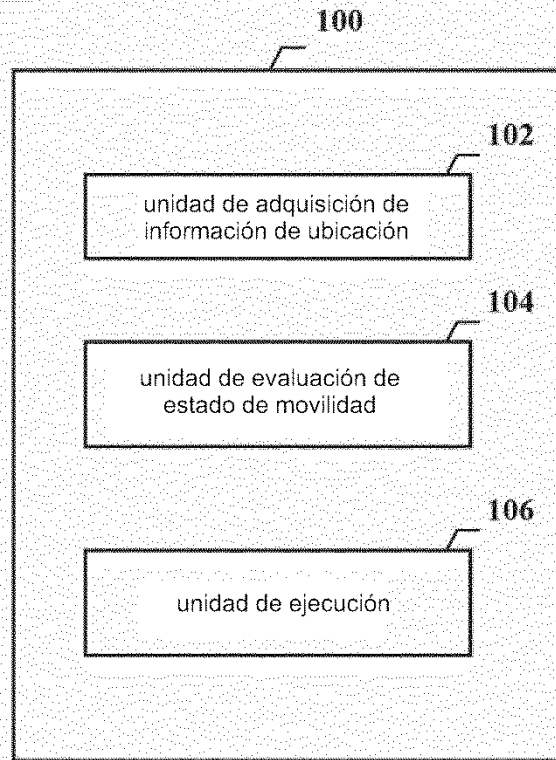 100
102
unidad de adquisición de
información de ubicación
104
unidad de evaluación de
estado de movilidad
106
unidad de ejecución